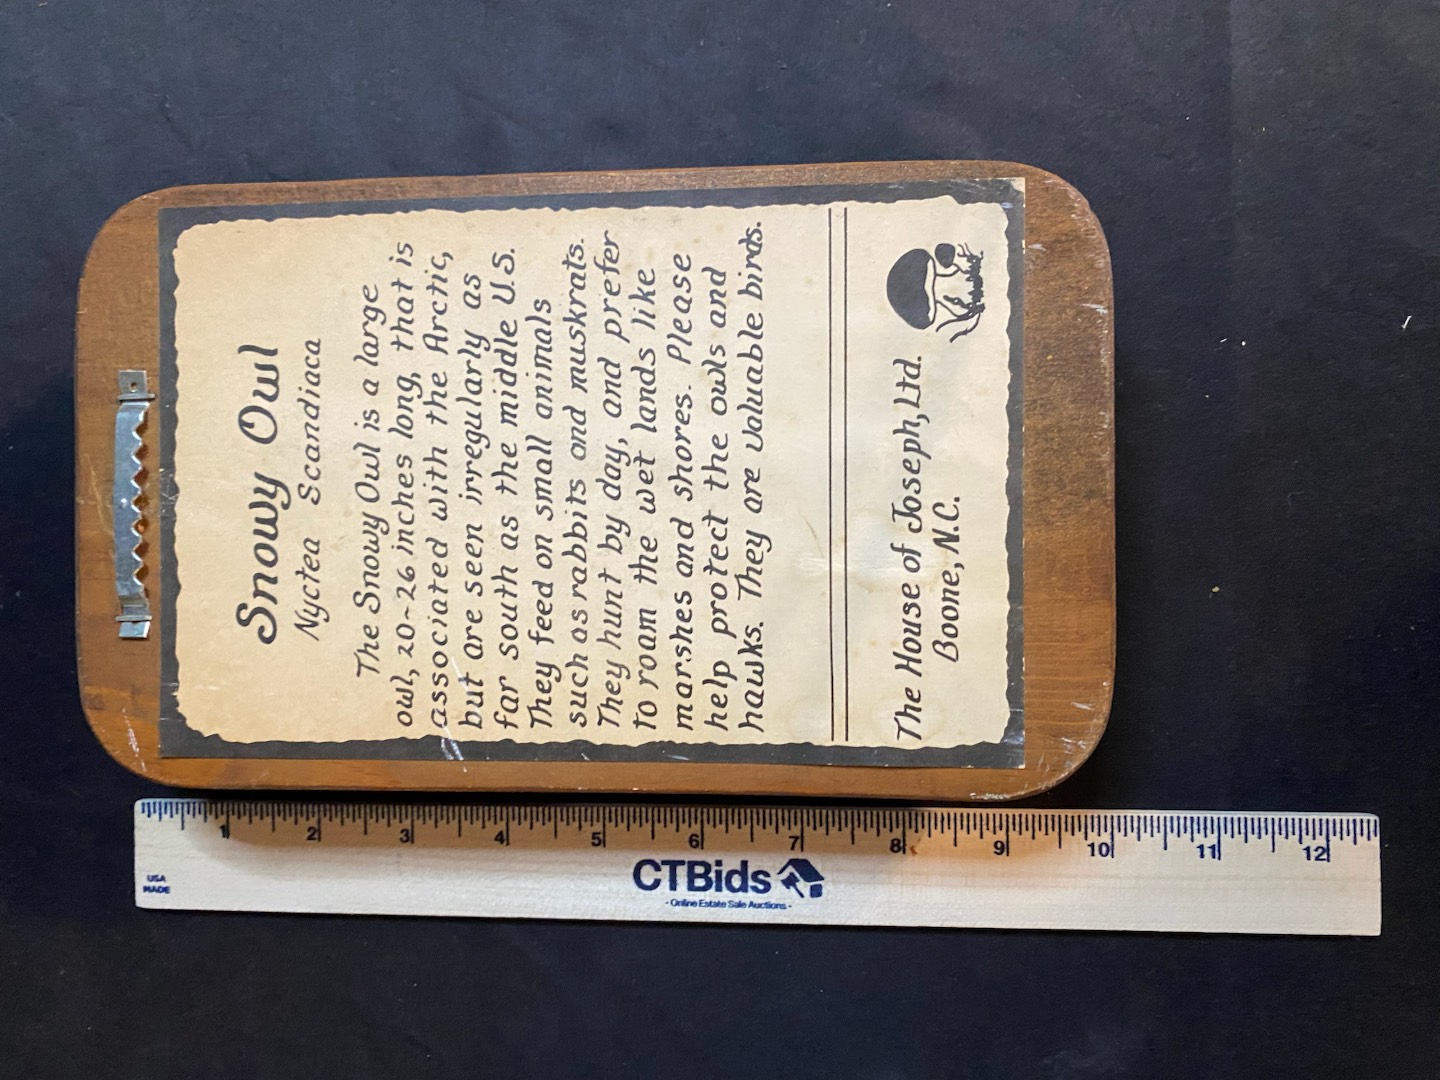 Snowy Owl
Nyctea Scandiaca
The Snowy Owl is a large
owl, 20~26 inches long, that is
associated with the Arctic,
but are seen irregularly as
far south as the middle U.S.
They feed on small animals
such as rabbits and muskrats.
They hunt by day, and prefer
to roam the wet lands like
marshes and shores. Please
help protect the owls and
hawks. They are valuable birds.
The House of Joseph, Ltd.
Boone, N.C.
1 2 3 4 5 6 7 8 9 10 11 12
USA
MADE
CTBids
- Online Estate Sale Auctions -